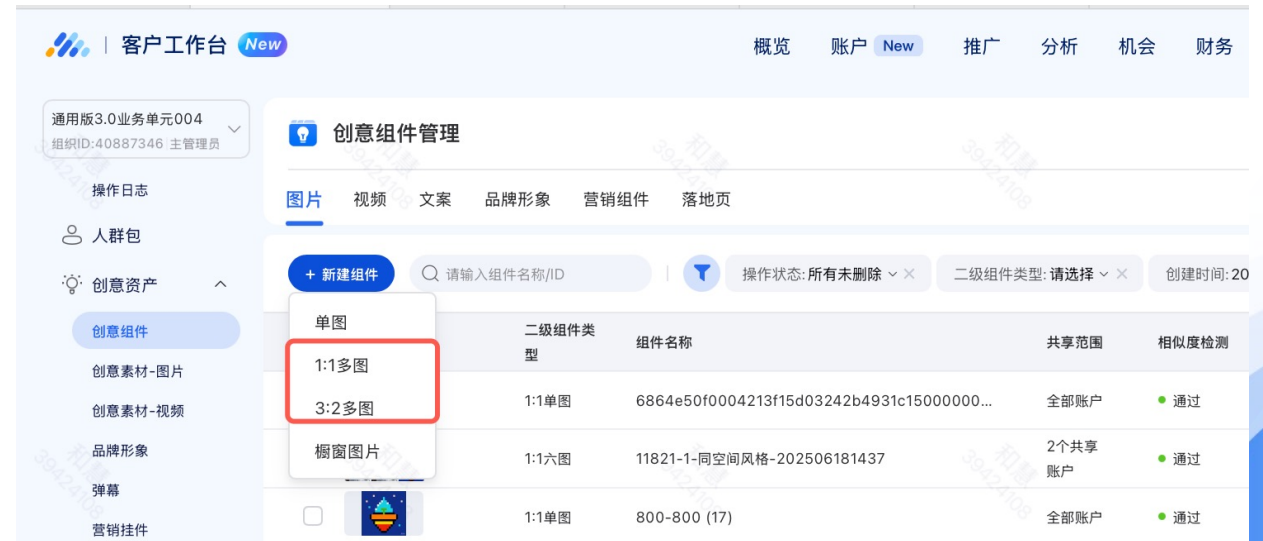 客户工作台 New
概览 账户 New 推广 分析 机会 财务
通用版3.0业务单元004
组织ID:40887346 主管理员
操作日志
人群包
创意资产
创意组件
创意素材-图片
创意素材-视频
品牌形象
弹幕
营销挂件
创意组件管理
图片 视频 文案 品牌形象 营销组件 落地页
+ 新建组件 请输入组件名称/ID 操作状态:所有未删除 二级组件类型:请选择 创建时间:20
单图
1:1多图
3:2多图
橱窗图片
二级组件类
型
组件名称 共享范围 相似度检测
1:1单图 6864e50f0004213f15d03242b4931c15000000... 全部账户 通过
1:1六图 11821-1-同空间风格-202506181437 2个共享
账户 通过
1:1单图 800-800 (17) 全部账户 通过
和慧
39424108